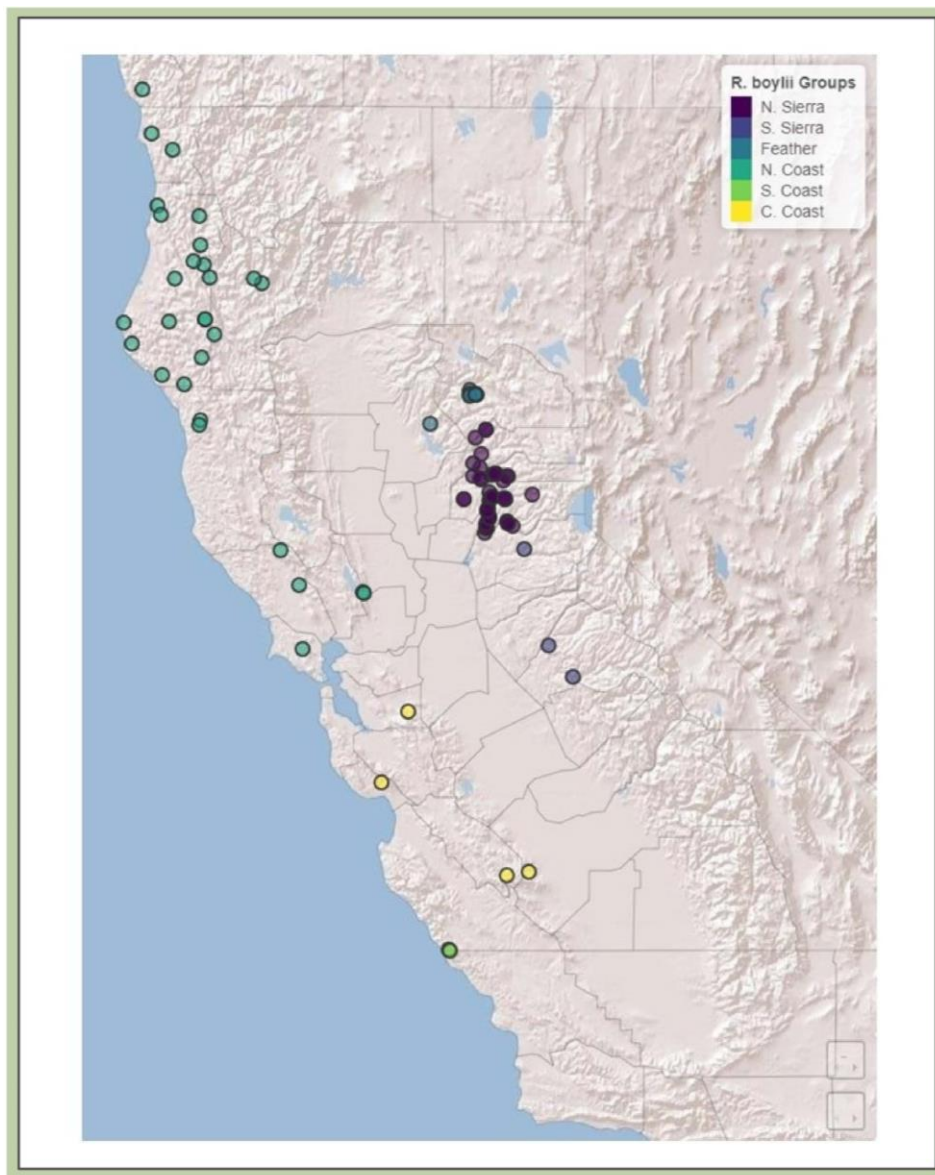 R. boylii Groups
N. Sierra
S. Sierra
Feather
N. Coast
S. Coast
C. Coast